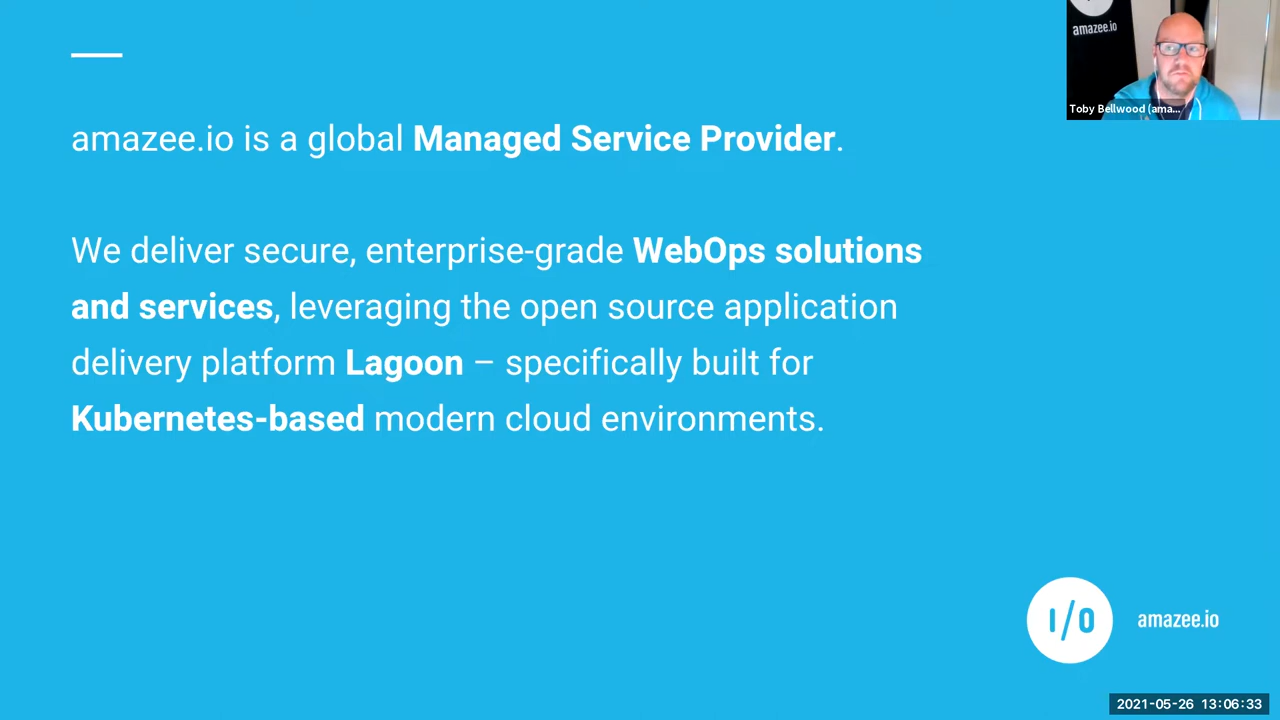 amazee.io
Toby Bellwood (ama...
amazee.io is a global Managed Service Provider.
We deliver secure, enterprise-grade WebOps solutions
and services, leveraging the open source application
delivery platform Lagoon – specifically built for
Kubernetes-based modern cloud environments.
I/O
amazee.io
2021-05-26 13:06:33